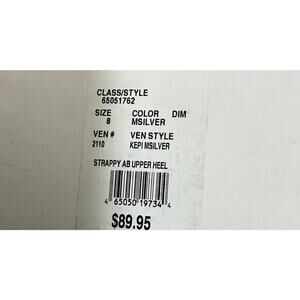 CLASS/STYLE
65051762
SIZE COLOR DIM
8 MSILVER
VEN # VEN STYLE
2110 KEPI MSILVER
STRAPPY AB UPPER HEEL
4 65050 19734 4
$89.95